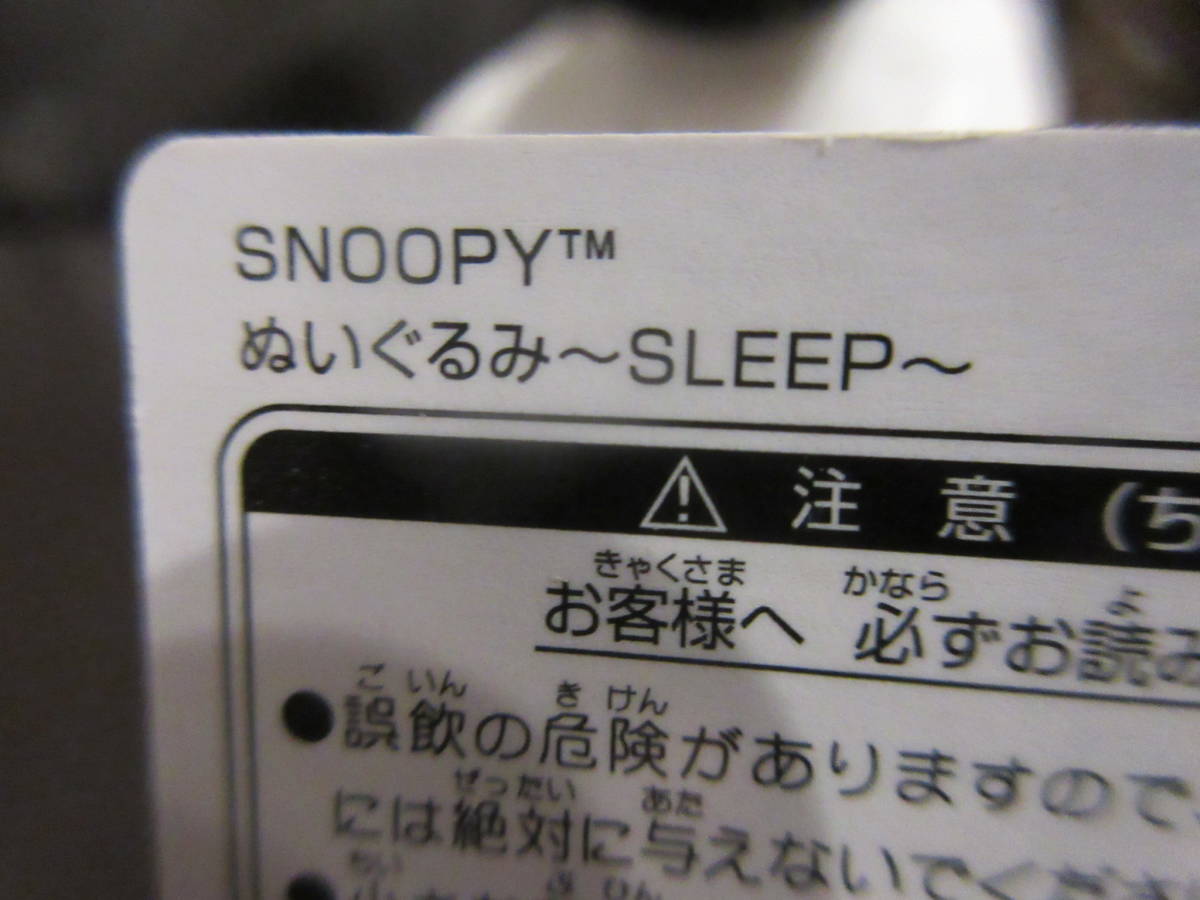 SNOOPY™
ぬいぐるみ～SLEEP～
⚠ 注 意 (ち
きゃくさま かなら よ
お客様へ 必ずお読み
ご いん き けん
●誤飲の危険がありますので、
ぜったい あた
には絶対に与えないでくださ